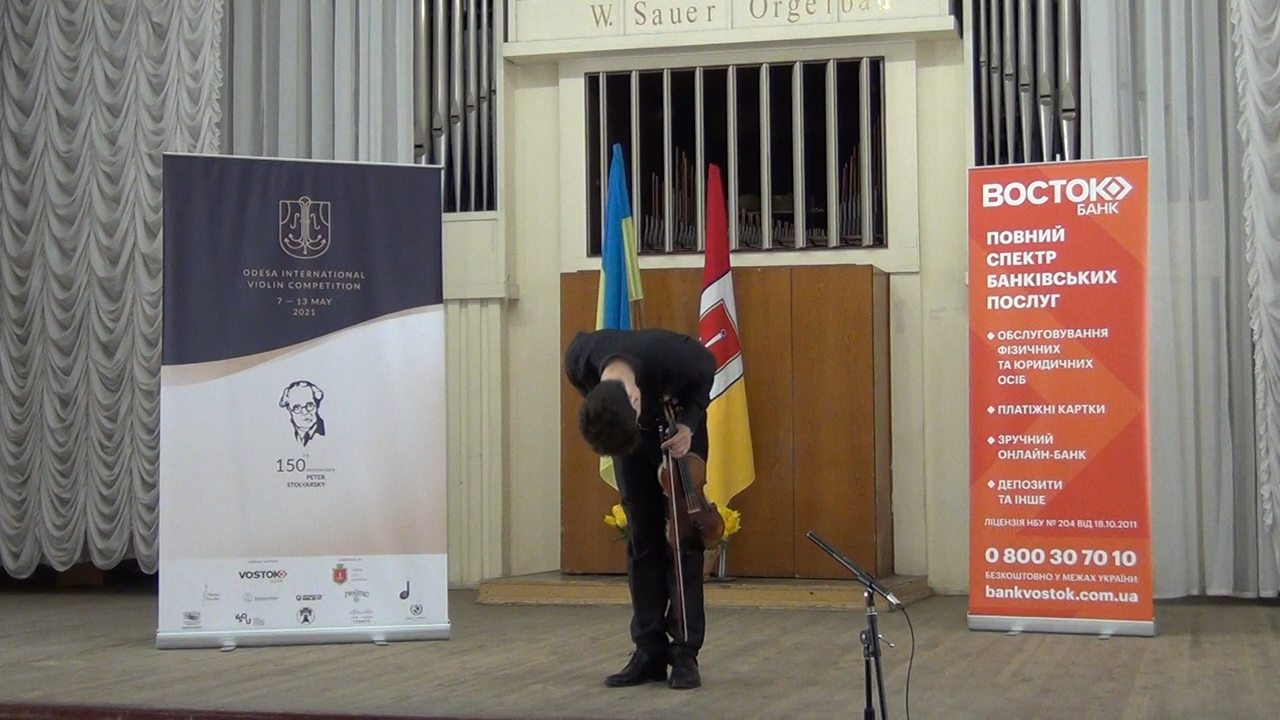 W. Sauer Orgelbau
ODESA INTERNATIONAL
VIOLIN COMPETITION
7 — 13 MAY
2021
150
PETER
STOLYARSKY
VOSTOK
ВОСТОК
БАНК
ПОВНИЙ
СПЕКТР
БАНКІВСЬКИХ
ПОСЛУГ
ОБСЛУГОВУВАННЯ
ФІЗИЧНИХ
ТА ЮРИДИЧНИХ
ОСІБ
ПЛАТІЖНІ КАРТКИ
ЗРУЧНИЙ
ОНЛАЙН-БАНК
ДЕПОЗИТИ
ТА ІНШЕ
ЛІЦЕНЗІЯ НБУ № 204 ВІД 18.10.2011
0 800 30 70 10
БЕЗКОШТОВНО У МЕЖАХ УКРАЇНИ
bankvostok.com.ua